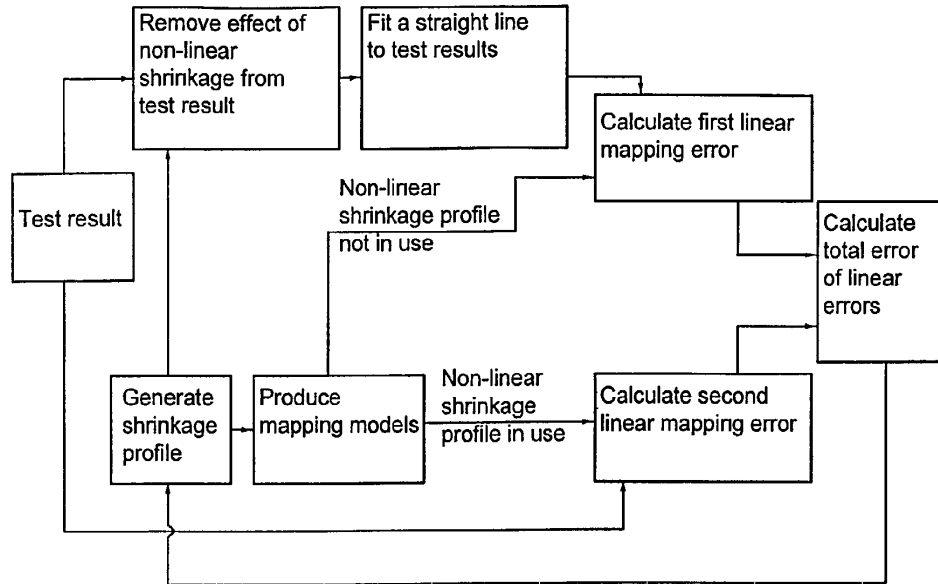 Remove effect of
non-linear
shrinkage from
test result
Fit a straight line
to test results
Calculate first linear
mapping error
Test result
Non-linear
shrinkage profile
not in use
Calculate
total error
of linear
errors
Generate
shrinkage
profile
Produce
mapping models
Non-linear
shrinkage
profile in use
Calculate second
linear mapping error